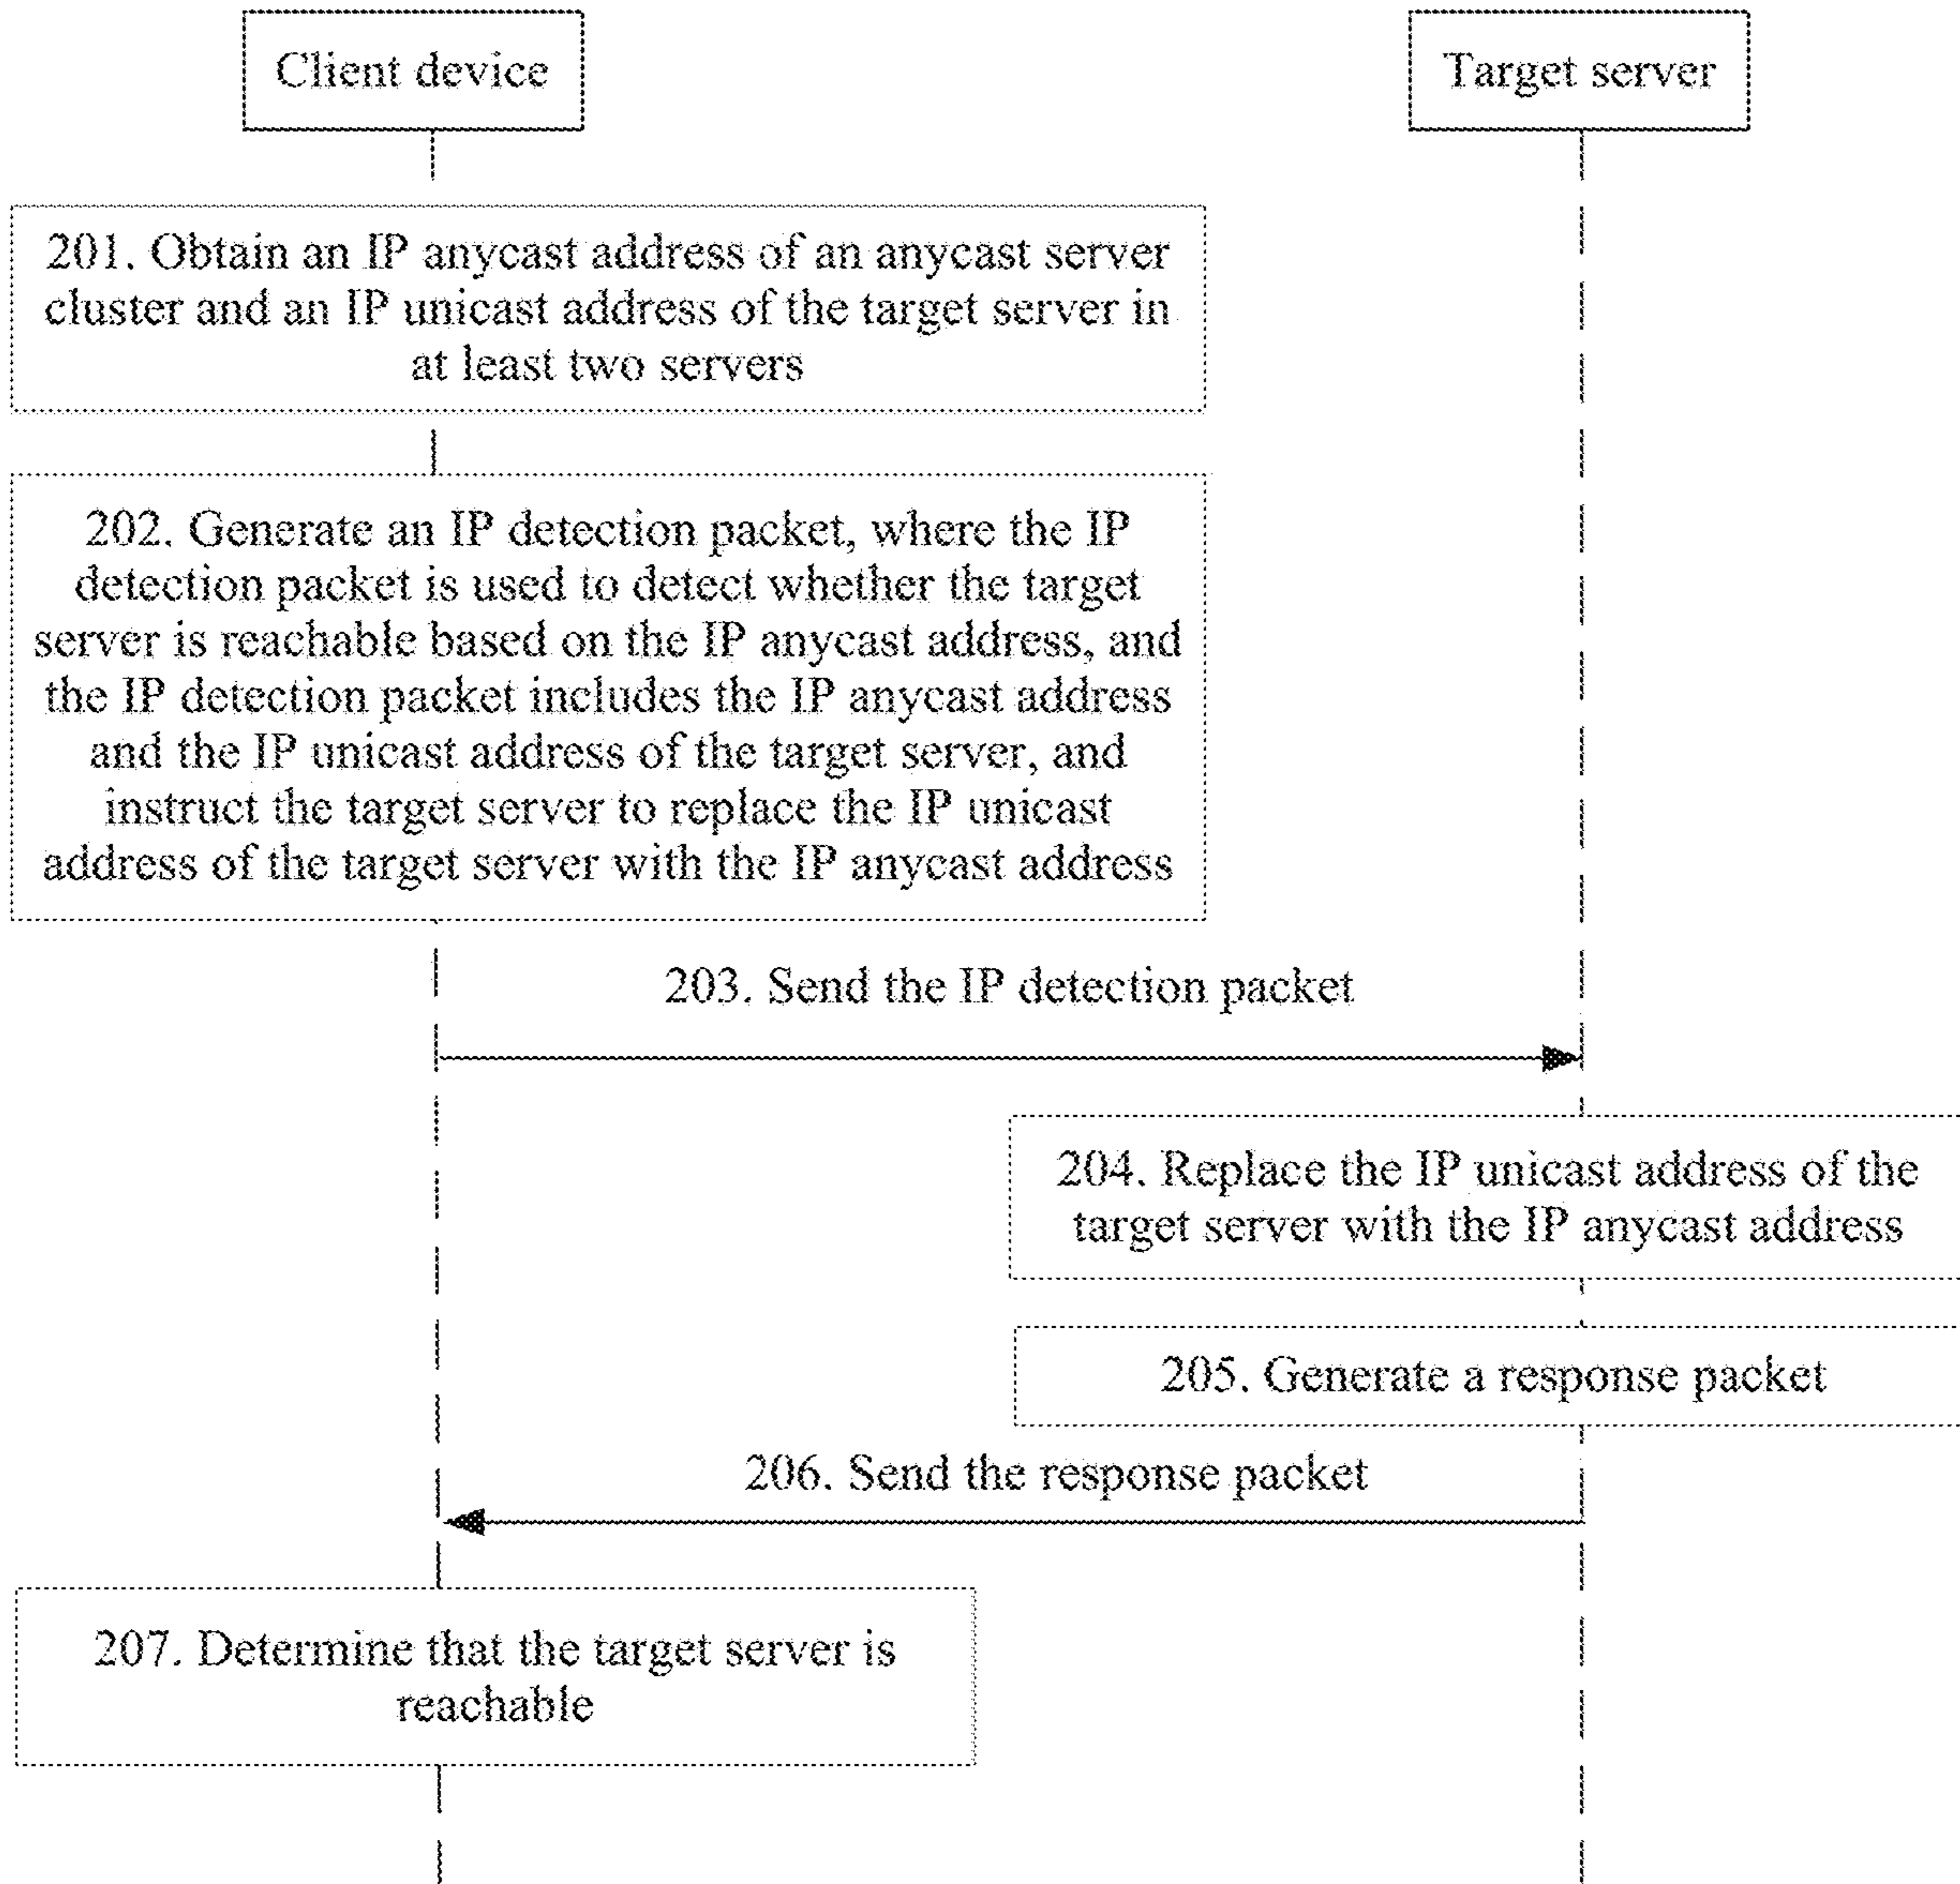 Client device
Target server
201. Obtain an IP anycast address of an anycast server
cluster and an IP unicast address of the target server in
at least two servers
202. Generate an IP detection packet, where the IP
detection packet is used to detect whether the target
server is reachable based on the IP anycast address, and
the IP detection packet includes the IP anycast address
and the IP unicast address of the target server, and
instruct the target server to replace the IP unicast
address of the target server with the IP anycast address
203. Send the IP detection packet
204. Replace the IP unicast address of the
target server with the IP anycast address
205. Generate a response packet
206. Send the response packet
207. Determine that the target server is
reachable